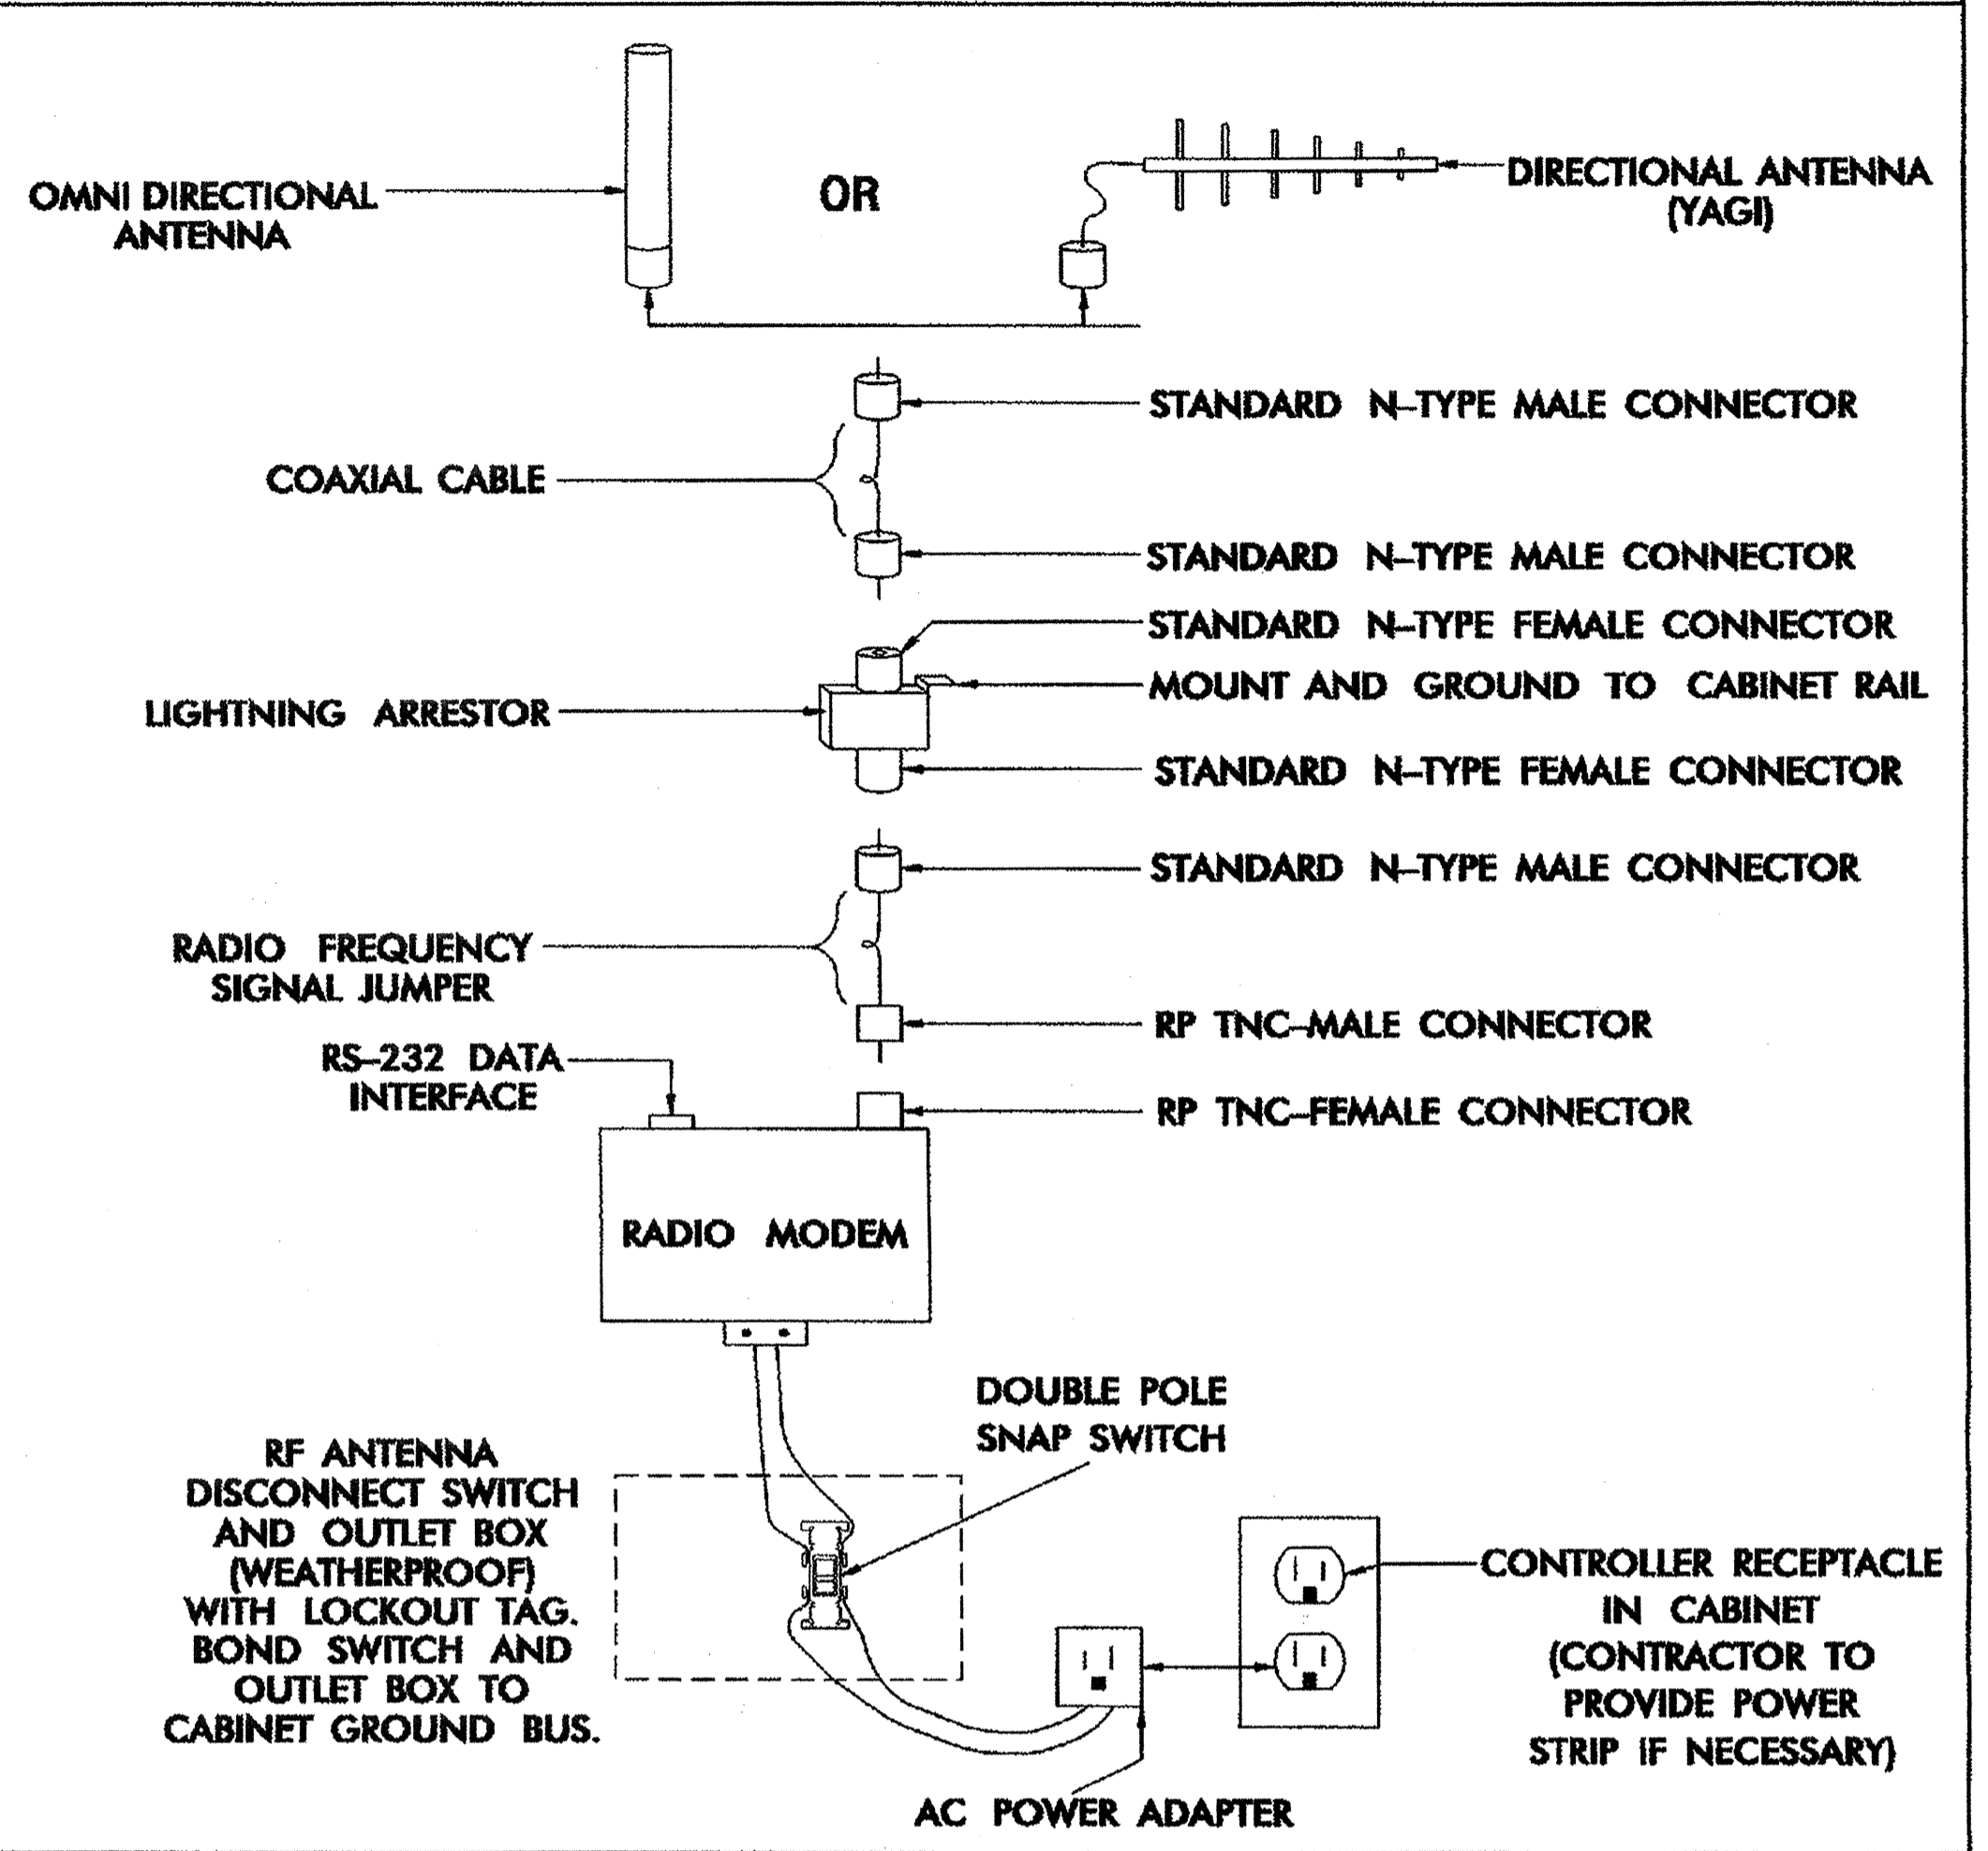 OMNI DIRECTIONAL
ANTENNA
OR
DIRECTIONAL ANTENNA
(YAGI)
STANDARD N-TYPE MALE CONNECTOR
COAXIAL CABLE
STANDARD N-TYPE MALE CONNECTOR
STANDARD N-TYPE FEMALE CONNECTOR
MOUNT AND GROUND TO CABINET RAIL
LIGHTNING ARRESTOR
STANDARD N-TYPE FEMALE CONNECTOR
STANDARD N-TYPE MALE CONNECTOR
RADIO FREQUENCY
SIGNAL JUMPER
RP TNC-MALE CONNECTOR
RS-232 DATA
INTERFACE
RP TNC-FEMALE CONNECTOR
RADIO MODEM
DOUBLE POLE
SNAP SWITCH
RF ANTENNA
DISCONNECT SWITCH
AND OUTLET BOX
(WEATHERPROOF)
WITH LOCKOUT TAG.
BOND SWITCH AND
OUTLET BOX TO
CABINET GROUND BUS.
CONTROLLER RECEPTACLE
IN CABINET
(CONTRACTOR TO
PROVIDE POWER
STRIP IF NECESSARY)
AC POWER ADAPTER